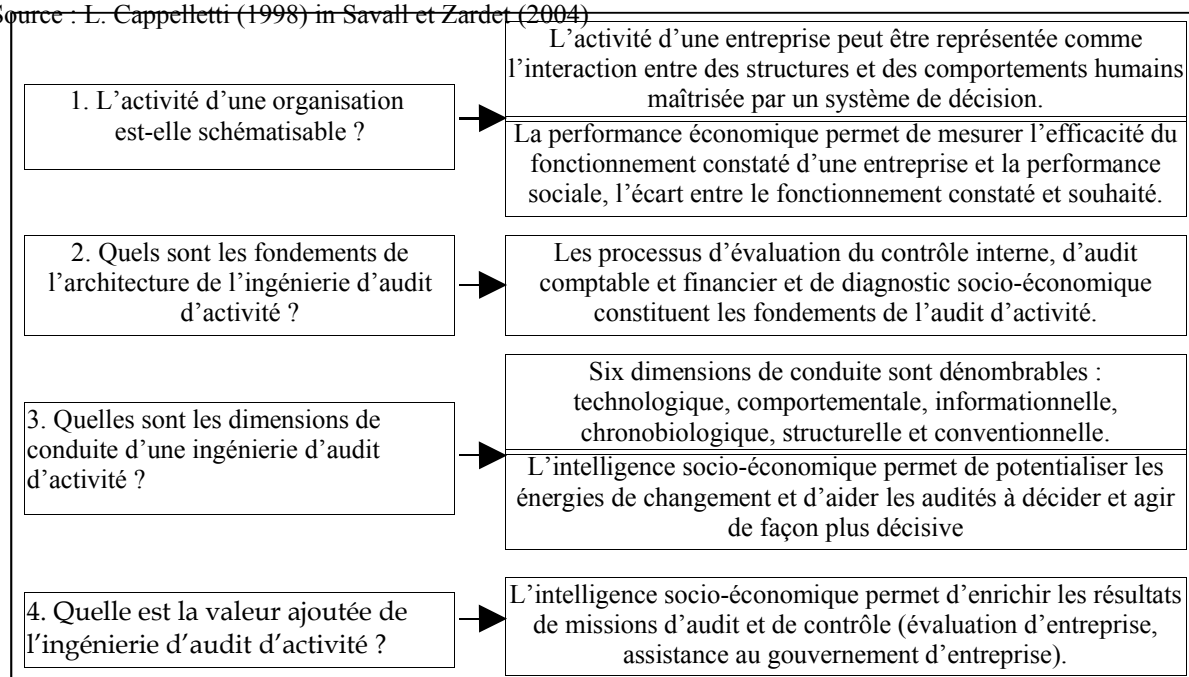 Source : L. Cappelletti (1998) in Savall et Zardet (2004)
1. L’activité d’une organisation
est-elle schématisable ?
L’activité d’une entreprise peut être représentée comme
l’interaction entre des structures et des comportements humains
maîtrisée par un système de décision.
La performance économique permet de mesurer l’efficacité du
fonctionnement constaté d’une entreprise et la performance
sociale, l’écart entre le fonctionnement constaté et souhaité.
2. Quels sont les fondements de
l’architecture de l’ingénierie d’audit
d’activité ?
Les processus d’évaluation du contrôle interne, d’audit
comptable et financier et de diagnostic socio-économique
constituent les fondements de l’audit d’activité.
3. Quelles sont les dimensions de
conduite d’une ingénierie d’audit
d’activité ?
Six dimensions de conduite sont dénombrables :
technologique, comportementale, informationnelle,
chronobiologique, structurelle et conventionnelle.
L’intelligence socio-économique permet de potentialiser les
énergies de changement et d’aider les audités à décider et agir
de façon plus décisive
4. Quelle est la valeur ajoutée de
l’ingénierie d’audit d’activité ?
L’intelligence socio-économique permet d’enrichir les résultats
de missions d’audit et de contrôle (évaluation d’entreprise,
assistance au gouvernement d’entreprise).